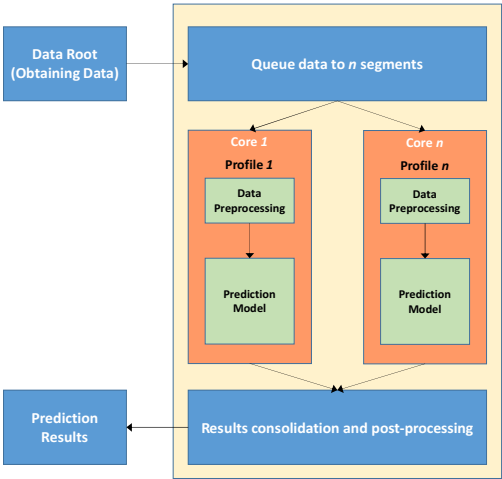 Data Root
(Obtaining Data)
Queue data to n segments
Core 1
Profile 1
Data
Preprocessing
Prediction
Model
Core n
Profile n
Data
Preprocessing
Prediction
Model
Prediction
Results
Results consolidation and post-processing